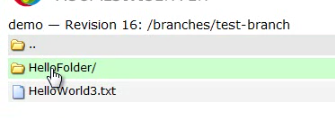 demo — Revision 16: /branches/test-branch
..
HelloFolder/
HelloWorld3.txt